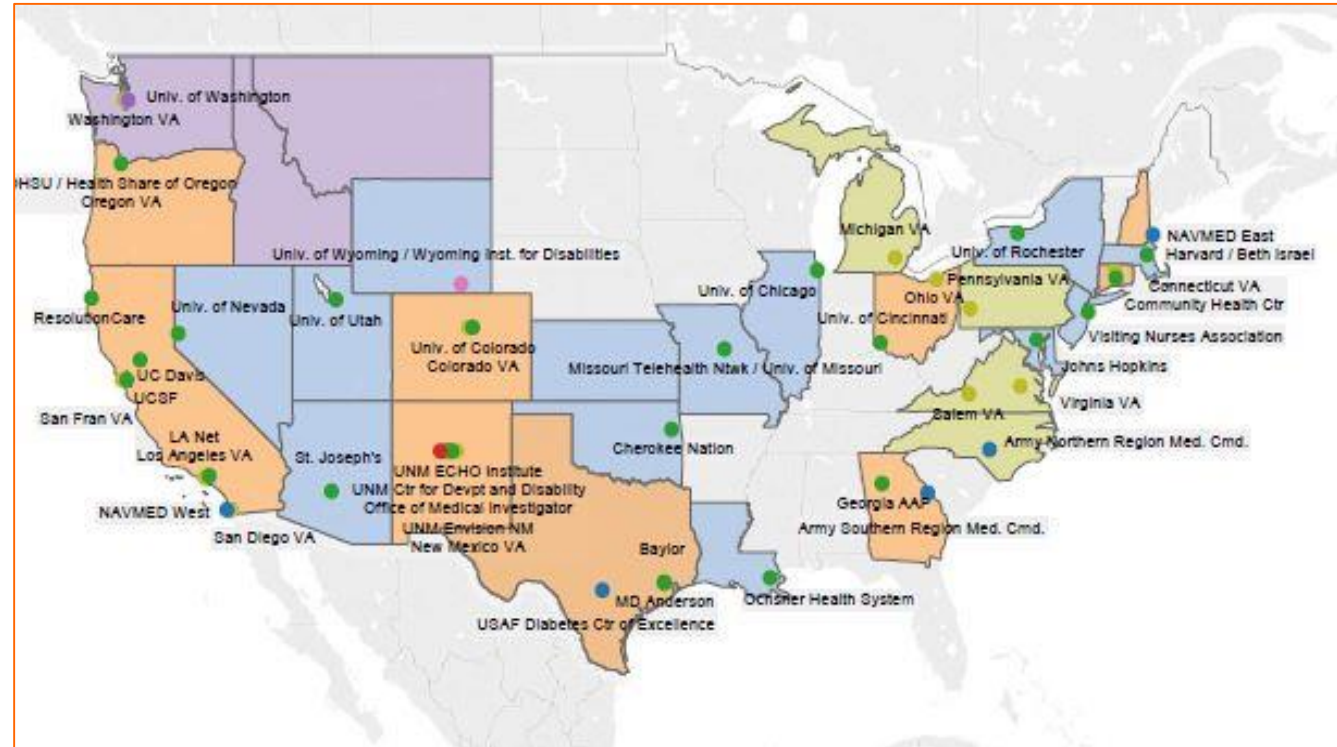 Univ. of Washington
Washington VA
OHSU / Health Share of Oregon
Oregon VA
Univ. of Wyoming / Wyoming Inst. for Disabilities
ResolutionCare
Univ. of Nevada
Univ. of Utah
Univ. of Colorado
Colorado VA
UC Davis
UCSF
San Fran VA
LA Net
Los Angeles VA
NAVMED West
San Diego VA
St. Joseph's
UNM ECHO Institute
UNM Ctr for Devpt and Disability
Office of Medical Investigator
UNM Envision NM
New Mexico VA
Baylor
MD Anderson
USAF Diabetes Ctr of Excellence
Cherokee Nation
Missouri Telehealth Ntwk / Univ. of Missouri
Univ. of Chicago
Michigan VA
Ohio VA
Univ. of Cincinnati
Pennsylvania VA
Univ. of Rochester
NAVMED East
Harvard / Beth Israel
Connecticut VA
Community Health Ctr
Visiting Nurses Association
Johns Hopkins
Virginia VA
Salem VA
Army Northern Region Med. Cmd.
Georgia AAP
Army Southern Region Med. Cmd.
Ochsner Health System